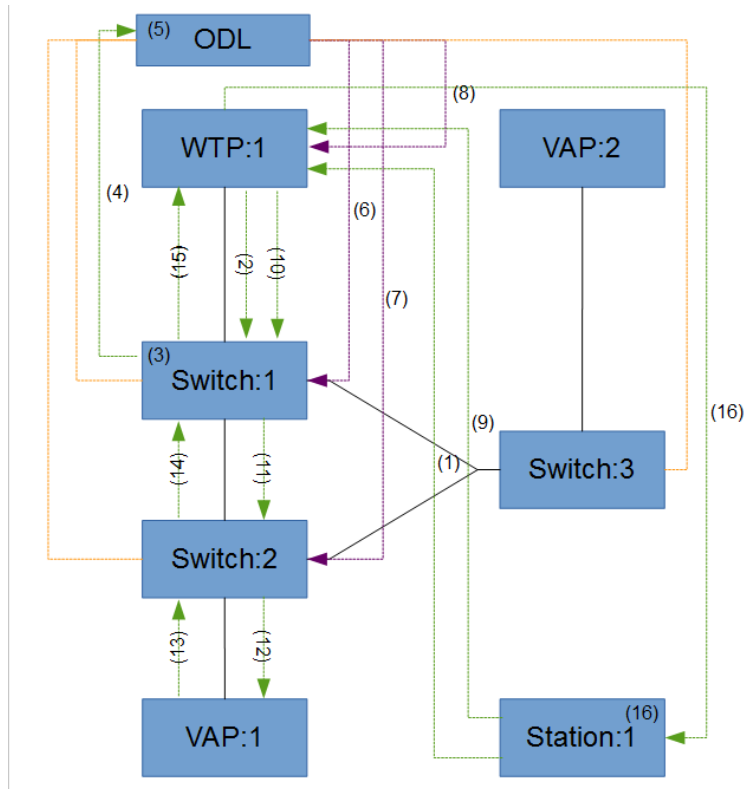 (5) ODL
(8)
WTP:1
VAP:2
(4)
(6)
(15)
(2)
(10)
(7)
(3)
Switch:1
(9)
(16)
(1)
Switch:3
(14)
(11)
Switch:2
(13)
(12)
VAP:1
(16)
Station:1